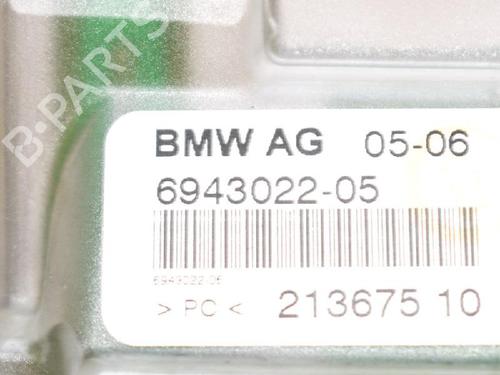 B-PARTS
BMW AG 05-06
6943022-05
6943022-05
> PC < 213675 10